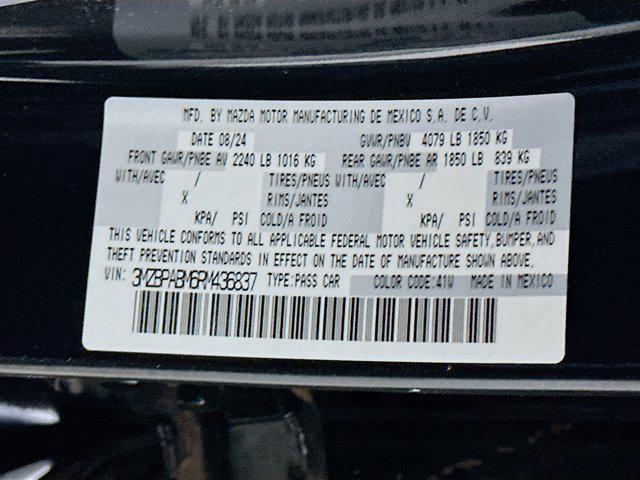 MFD. BY MAZDA MOTOR MANUFACTURING DE MEXICO S.A. DE C.V.
DATE 08/24 GVWR/PNBV 4079 LB 1850 KG
FRONT GAWR/PNBE AV 2240 LB 1016 KG REAR GAWR/PNBE AR 1850 LB 839 KG
WITH/AVEC / TIRES/PNEUS WITH/AVEC / TIRES/PNEUS
X RIMS/JANTES X RIMS/JANTES
KPA/ PSI COLD/A FROID KPA/ PSI COLD/A FROID
THIS VEHICLE CONFORMS TO ALL APPLICABLE FEDERAL MOTOR VEHICLE SAFETY, BUMPER, AND
THEFT PREVENTION STANDARDS IN EFFECT ON THE DATE OF MANUFACTURE SHOWN ABOVE.
VIN: 3MZBPABM6RM436837 TYPE:PASS CAR COLOR CODE:41W MADE IN MEXICO